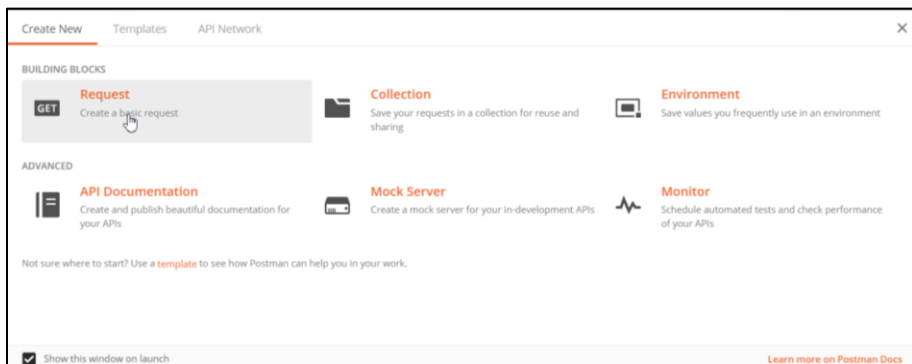 Create New Templates API Network
BUILDING BLOCKS
Request
GET
Create a basic request
Collection
Save your requests in a collection for reuse and
sharing
Environment
Save values you frequently use in an environment
ADVANCED
API Documentation
Create and publish beautiful documentation for
your APIs
Mock Server
Create a mock server for your in-development APIs
Monitor
Schedule automated tests and check performance
of your APIs
Not sure where to start? Use a template to see how Postman can help you in your work.
Show this window on launch
Learn more on Postman Docs